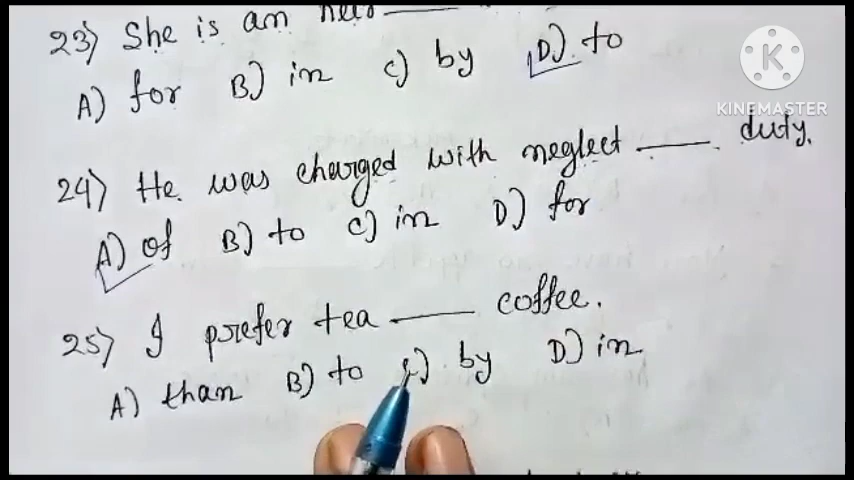 23) She is an
A) for B) in C) by D) to
KINEMASTER
24) He was charged with neglect ___ duty.
A) of B) to C) in D) for
25) I prefer tea ___ coffee.
A) than B) to C) by D) in